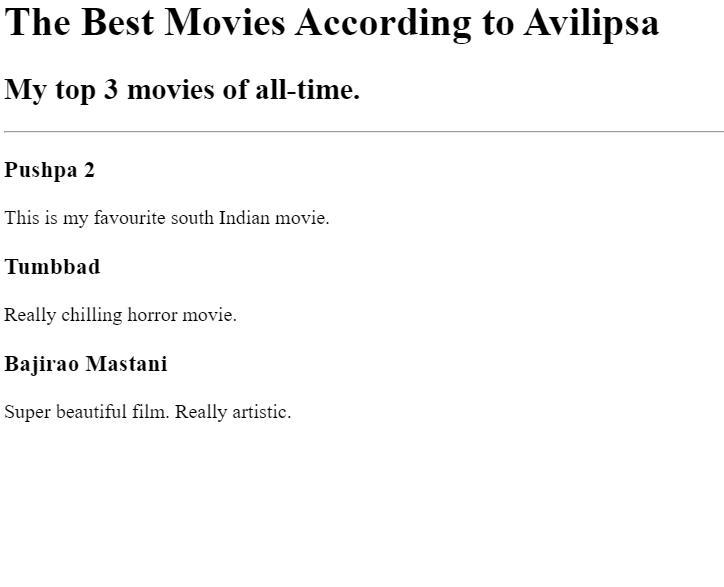 The Best Movies According to Avilipsa
My top 3 movies of all-time.
Pushpa 2
This is my favourite south Indian movie.
Tumbbad
Really chilling horror movie.
Bajirao Mastani
Super beautiful film. Really artistic.